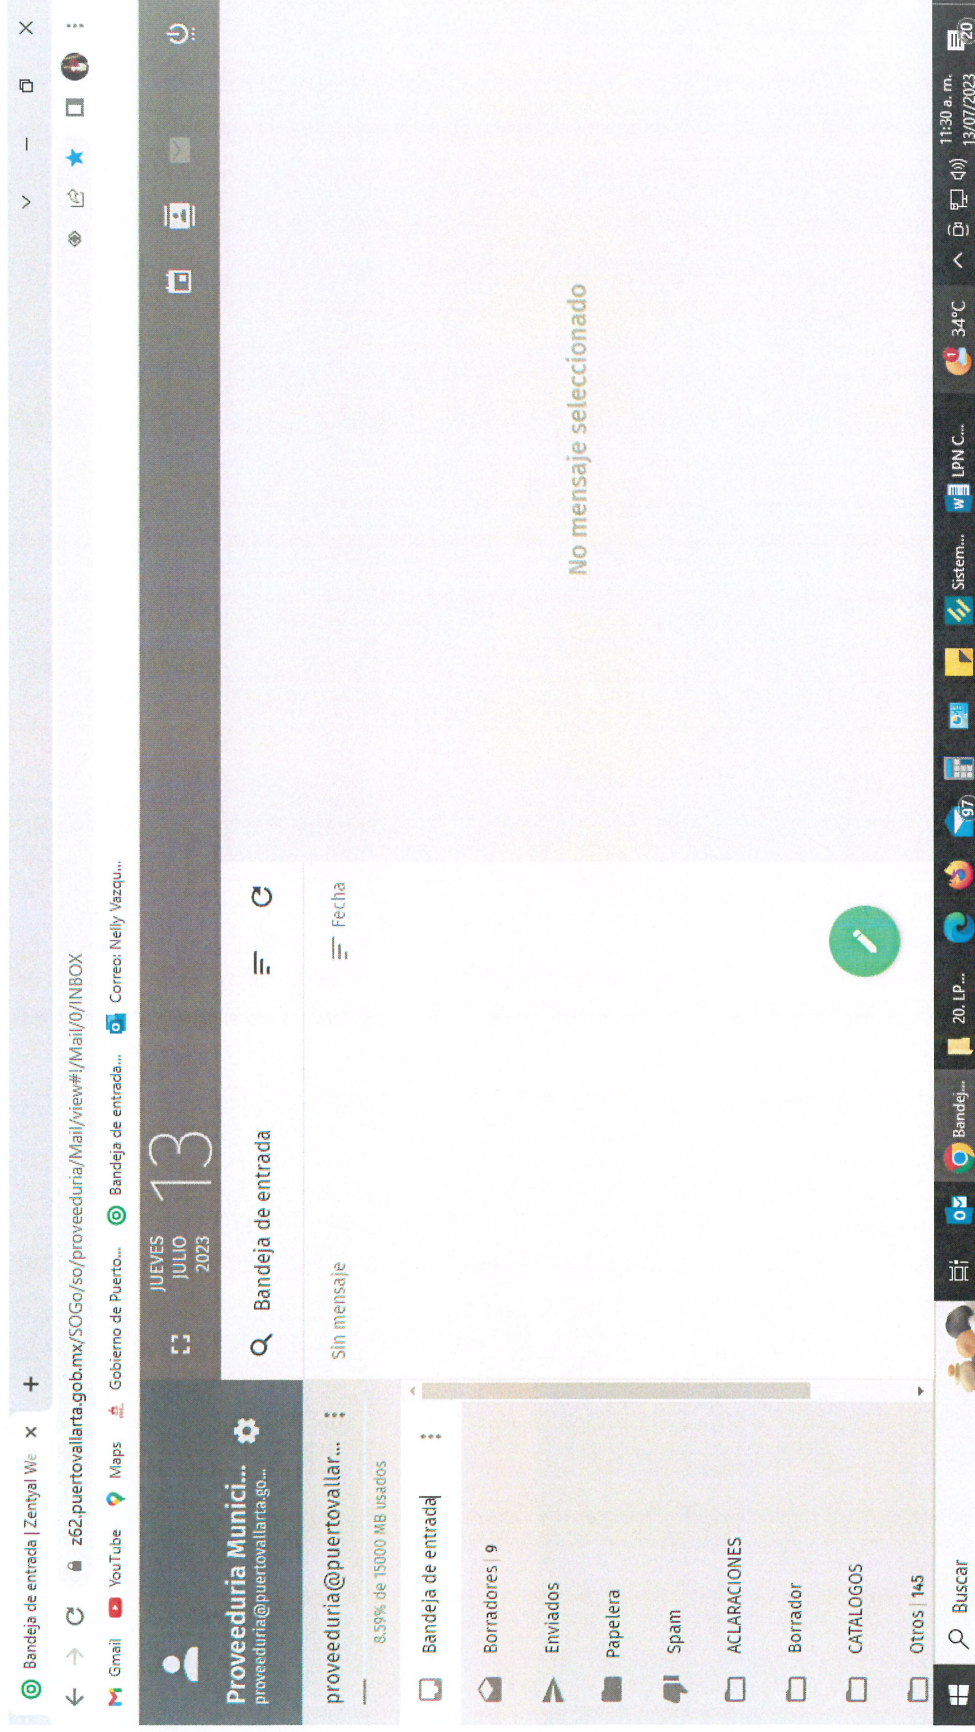 Bandeja de entrada | Zentyal We
z62.puertovallarta.gob.mx/SOGo/so/proveeduria/Mail/view#!/Mail/0/INBOX
Gmail YouTube Maps Gobierno de Puerto... Bandeja de entrada... Correo: Nelly Vazqu...
Proveeduria Munici...
proveeduria@puertovallarta.go...
JUEVES
JULIO
2023
13
proveeduria@puertovallar...
8.59% de 15000 MB usados
Bandeja de entrada
Borradores | 9
Enviados
Papelera
Spam
ACLARACIONES
Borrador
CATALOGOS
Otros | 145
Bandeja de entrada
Sin mensaje
Fecha
No mensaje seleccionado
Buscar
Bandej...
20. LP...
97
Sistem...
LPN C...
34°C
11:30 a. m.
13/07/2023
20